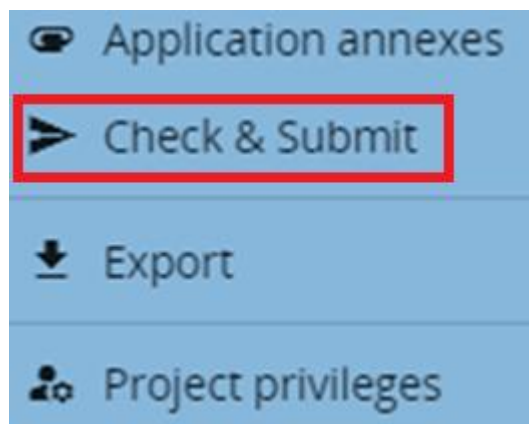 Application annexes
Check & Submit
Export
Project privileges